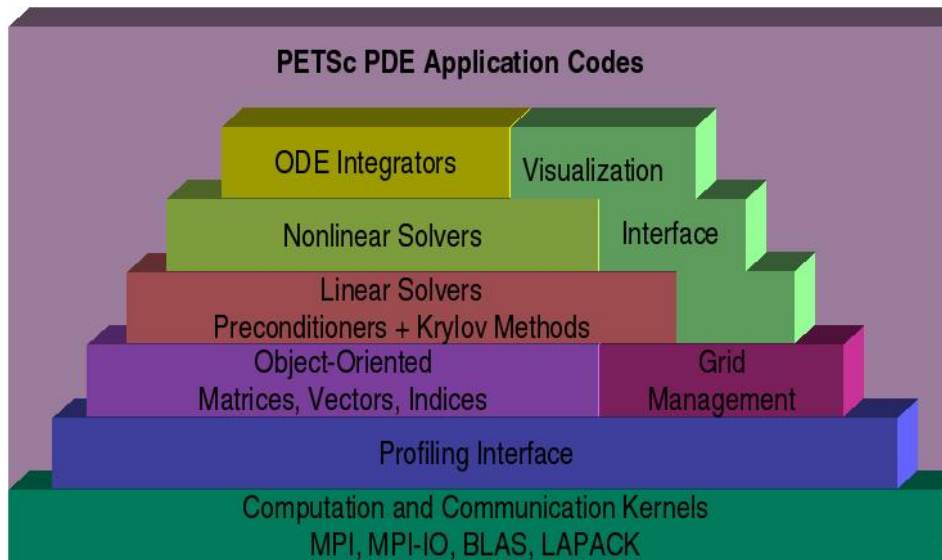 PETSc PDE Application Codes
ODE Integrators
Visualization
Nonlinear Solvers
Interface
Linear Solvers
Preconditioners + Krylov Methods
Object-Oriented
Matrices, Vectors, Indices
Grid
Management
Profiling Interface
Computation and Communication Kernels
MPI, MPI-IO, BLAS, LAPACK